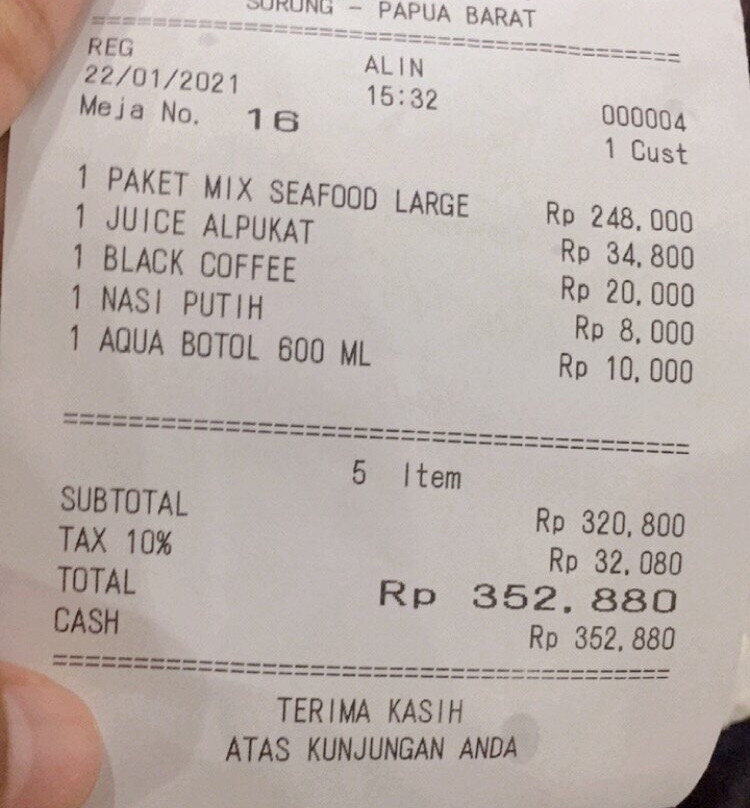 SORONG - PAPUA BARAT
========================================
REG ALIN
22/01/2021 15:32 000004
Meja No. 16 1 Cust
1 PAKET MIX SEAFOOD LARGE Rp 248,000
1 JUICE ALPUKAT Rp 34,800
1 BLACK COFFEE Rp 20,000
1 NASI PUTIH Rp 8,000
1 AQUA BOTOL 600 ML Rp 10,000
========================================
5 Item
SUBTOTAL Rp 320,800
TAX 10% Rp 32,080
TOTAL Rp 352,880
CASH Rp 352,880
========================================
TERIMA KASIH
ATAS KUNJUNGAN ANDA